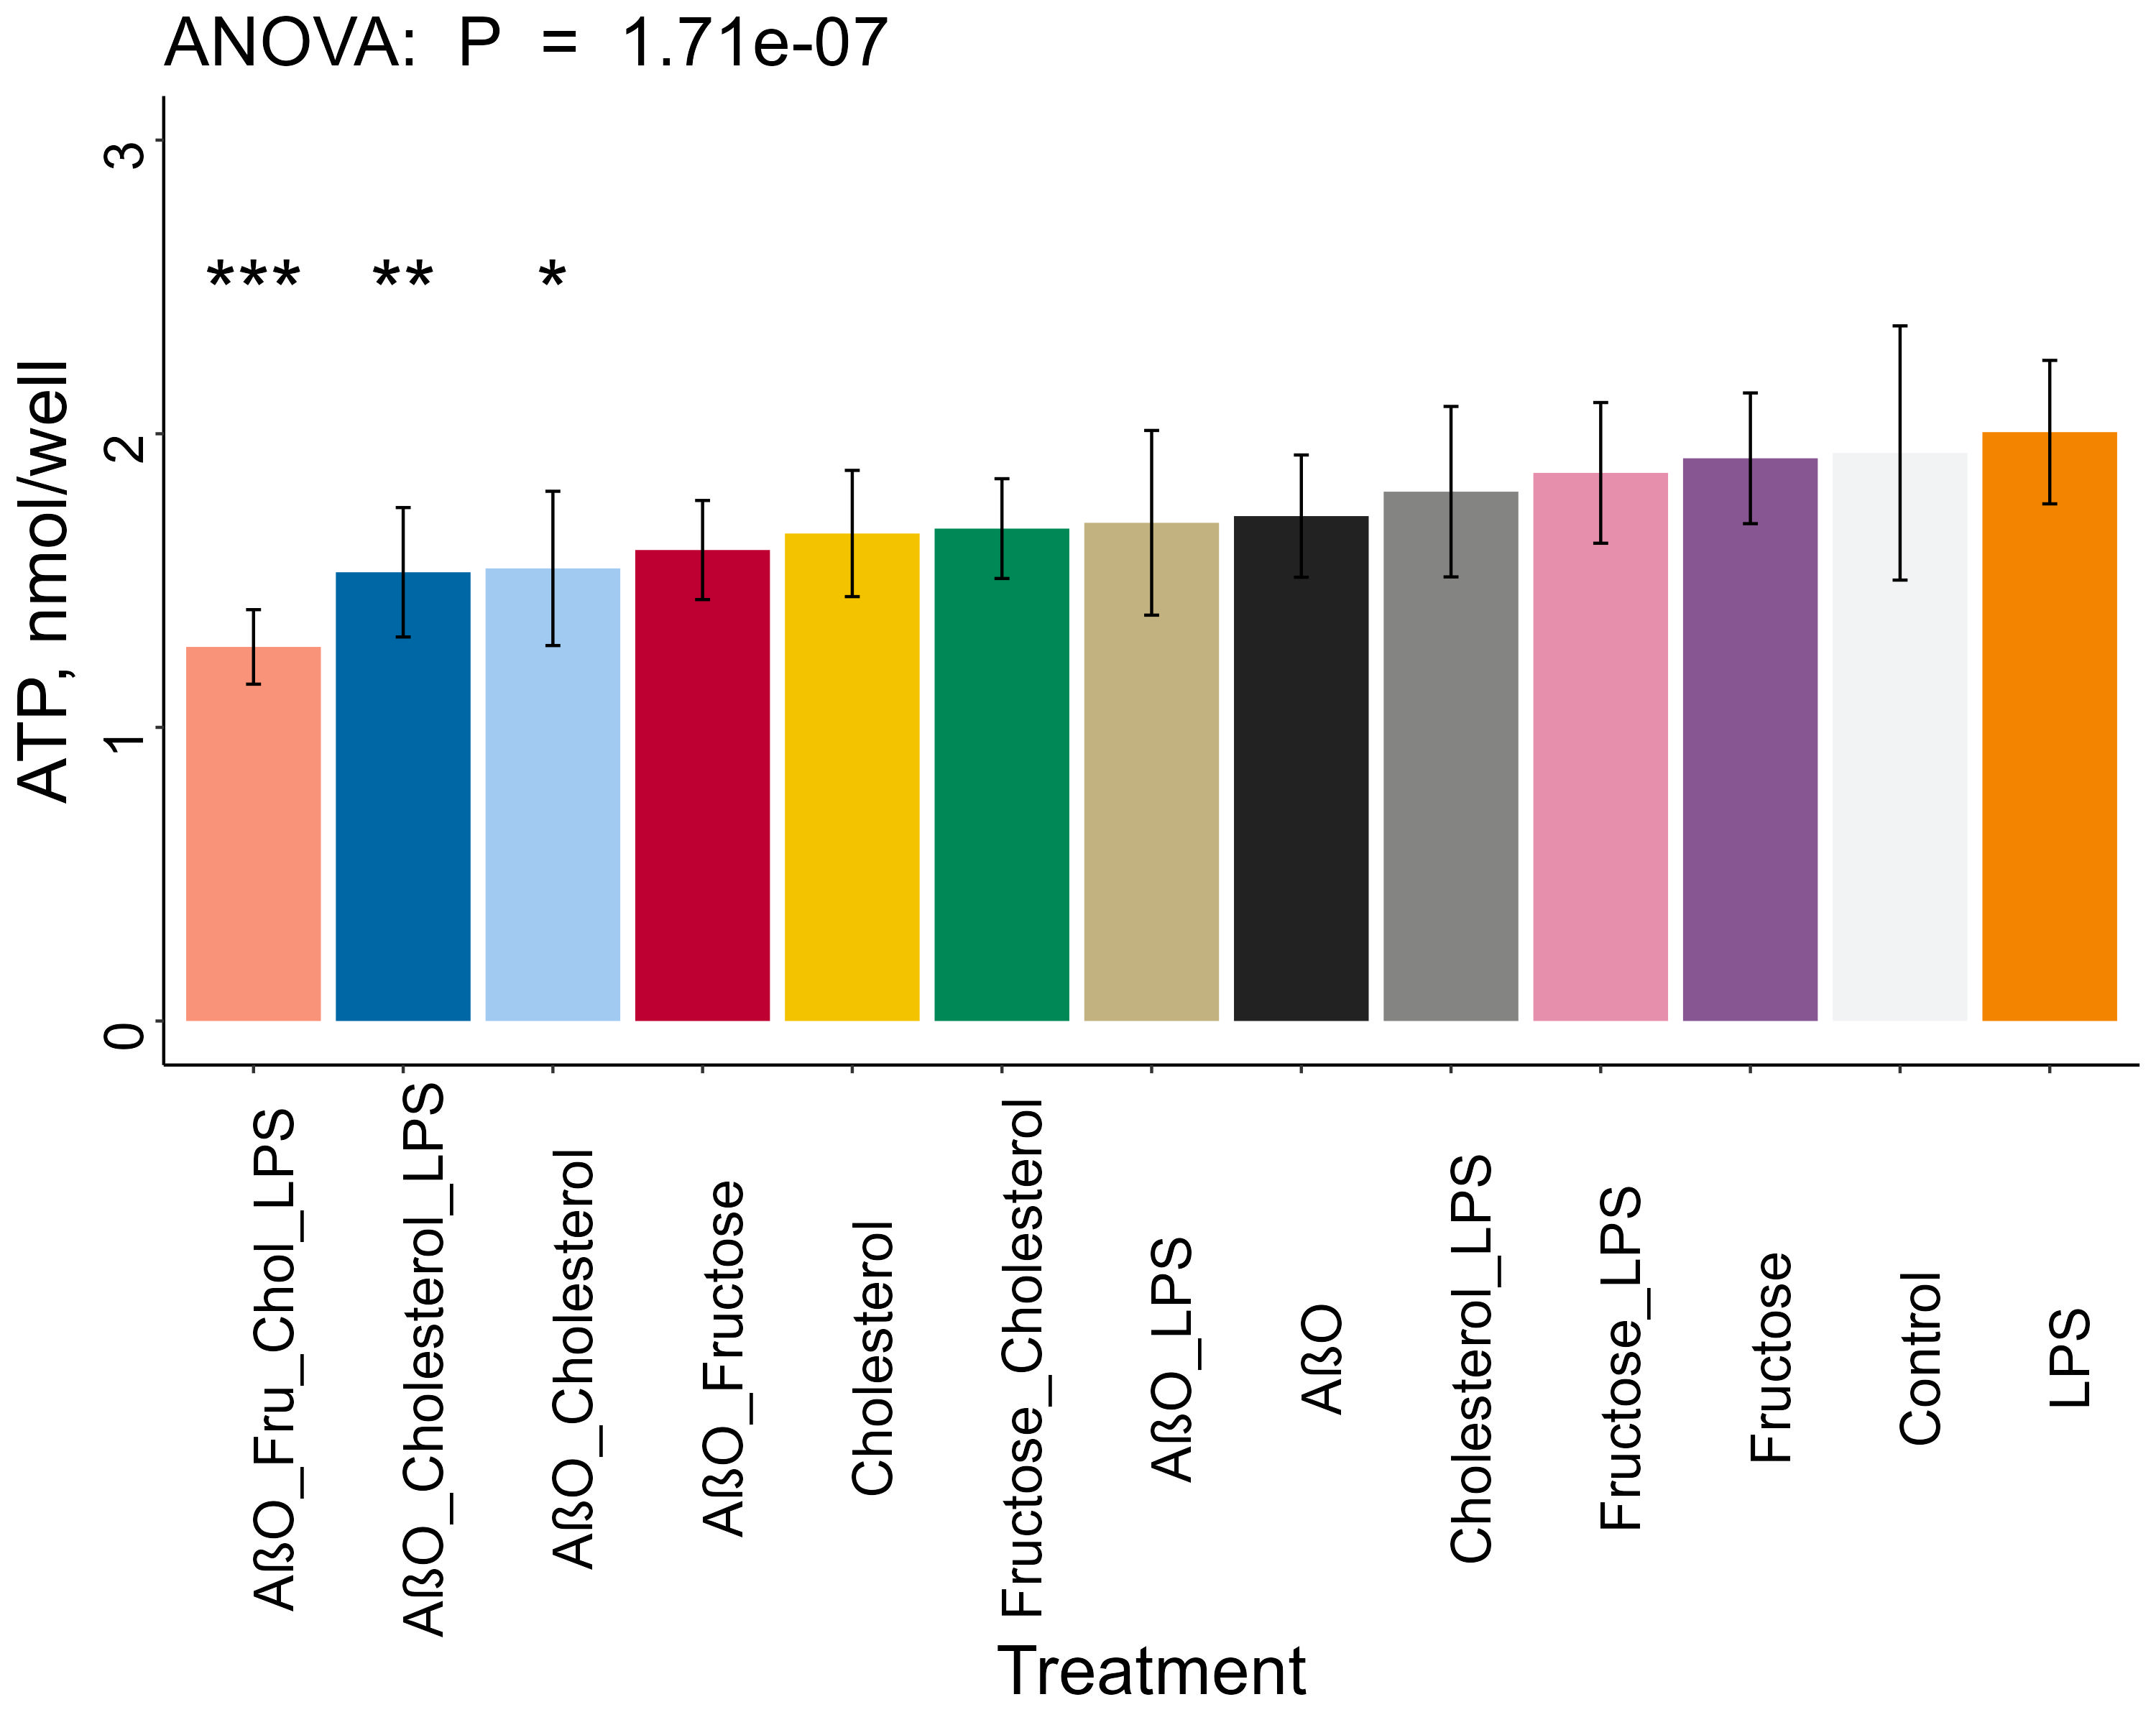 ANOVA: P = 1.71e-07
ATP, nmol/well
3
2
1
0
*** ** *
AßO_Fru_Chol_LPS
AßO_Cholesterol_LPS
AßO_Cholesterol
AßO_Fructose
Cholesterol
Fructose_Cholesterol
AßO_LPS
AßO
Cholesterol_LPS
Fructose_LPS
Fructose
Control
LPS
Treatment